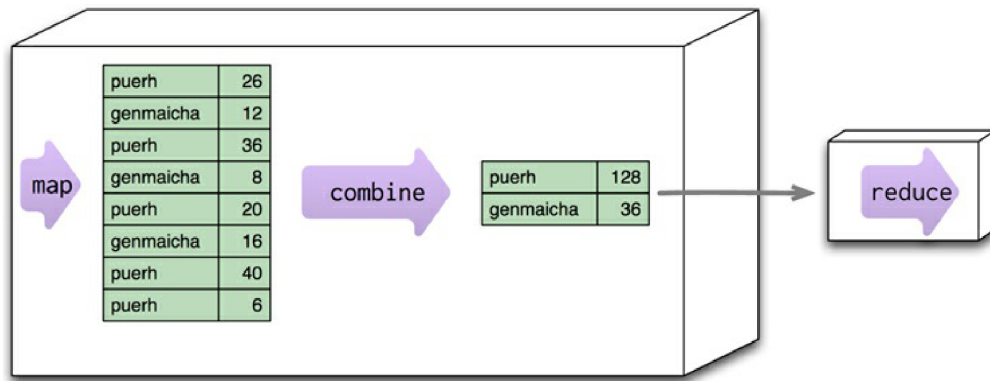 map
puerh 26
genmaicha 12
puerh 36
genmaicha 8
puerh 20
genmaicha 16
puerh 40
puerh 6
combine
puerh 128
genmaicha 36
reduce